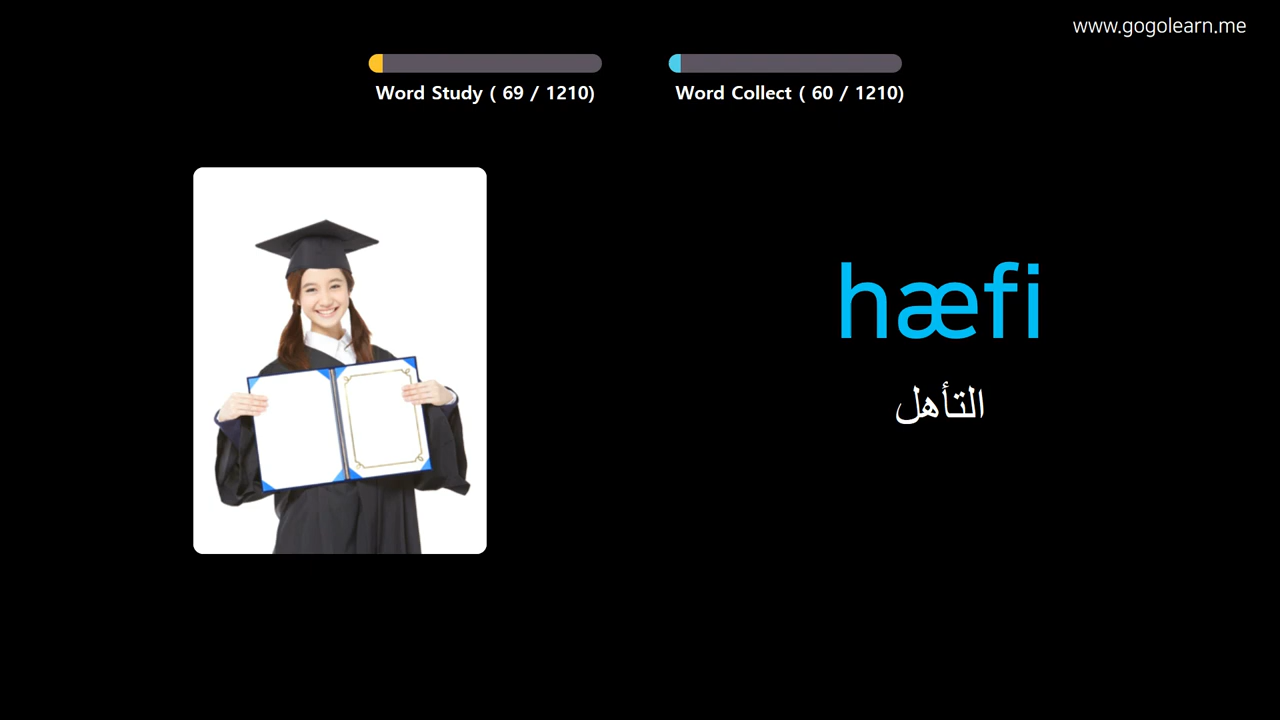 www.gogolearn.me
Word Study ( 69 / 1210)
Word Collect ( 60 / 1210)
hæfi
التأهل